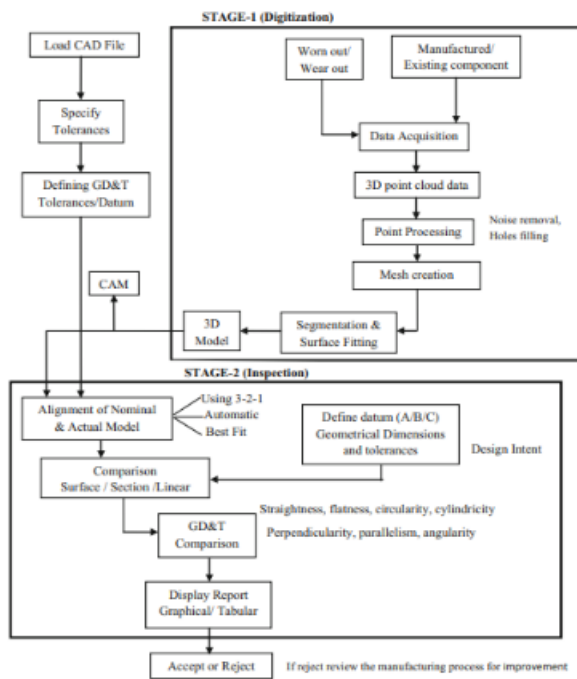 STAGE-1 (Digitization)
Load CAD File
Specify
Tolerances
Defining GD&T
Tolerances/Datum
Worn out/
Wear out
Manufactured/
Existing component
Data Acquisition
3D point cloud data
Point Processing
Noise removal,
Holes filling
Mesh creation
Segmentation &
Surface Fitting
3D
Model
CAM
STAGE-2 (Inspection)
Alignment of Nominal
& Actual Model
Using 3-2-1
Automatic
Best Fit
Define datum (A/B/C)
Geometrical Dimensions
and tolerances
Design Intent
Comparison
Surface / Section /Linear
Straightness, flatness, circularity, cylindricity
Perpendicularity, parallelism, angularity
GD&T
Comparison
Display Report
Graphical/ Tabular
Accept or Reject
If reject review the manufacturing process for improvement